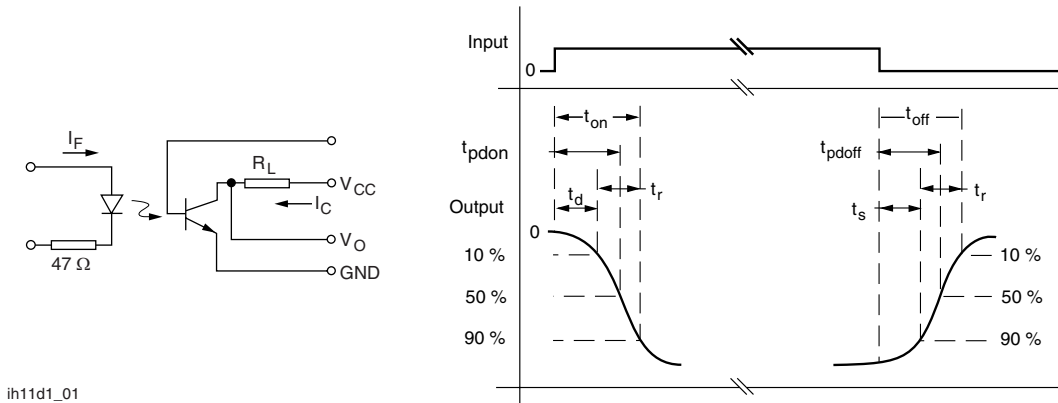 I_F
R_L
V_CC
I_C
V_O
47 Ω
GND
ih11d1_01
Input
0
t_on
t_off
t_pdon
t_pdoff
t_r
t_r
Output
t_d
t_s
0
10 %
10 %
50 %
50 %
90 %
90 %